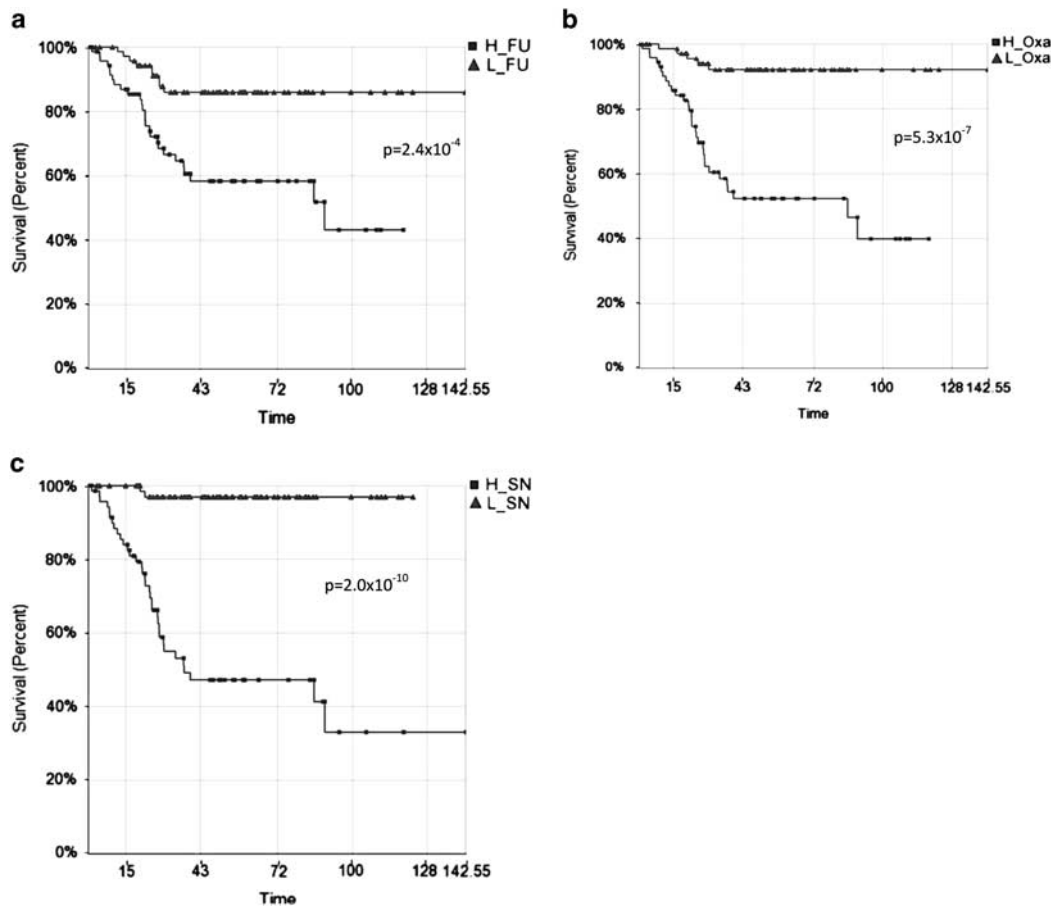 a
100%
80%
60%
40%
20%
0%
Survival (Percent)
15 43 72 100 128 142.55
Time
■ H_FU
▲ L_FU
p=2.4x10⁻⁴
b
100%
80%
60%
40%
20%
0%
Survival (Percent)
15 43 72 100 128 142.55
Time
■ H_Oxa
▲ L_Oxa
p=5.3x10⁻⁷
c
100%
80%
60%
40%
20%
0%
Survival (Percent)
15 43 72 100 128 142.55
Time
■ H_SN
▲ L_SN
p=2.0x10⁻¹⁰